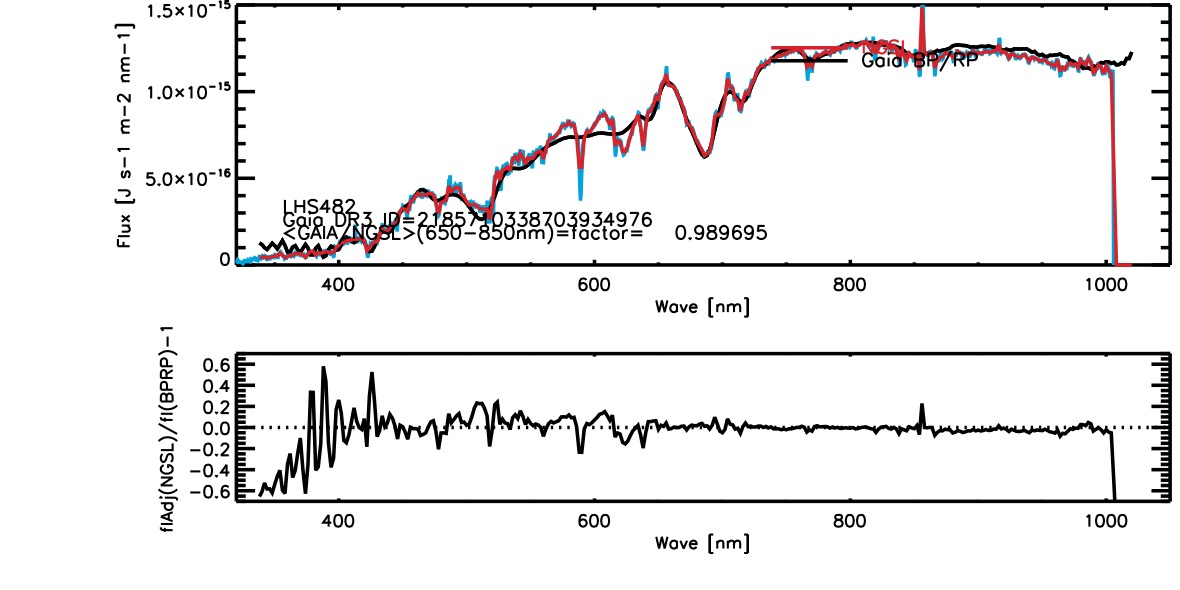 1.5×10−15
1.0×10−15
5.0×10−16
0
Flux [J s−1 m−2 nm−1]
NGSL
Gaia BP/RP
LHS482
Gaia DR3
<GAIA/NGSL>(650−850nm)=factor= 0.989695
400 600 800 1000
Wave [nm]
0.6
0.4
0.2
0.0
−0.2
−0.4
−0.6
flAdj(NGSL)/fl(BPRP)−1
400 600 800 1000
Wave [nm]